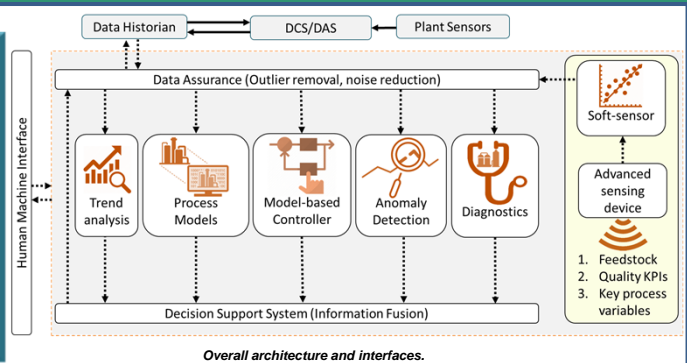 Data Historian
DCS/DAS
Plant Sensors
Human Machine Interface
Data Assurance (Outlier removal, noise reduction)
Trend
analysis
Process
Models
Model-based
Controller
Anomaly
Detection
Diagnostics
Decision Support System (Information Fusion)
Soft-sensor
Advanced
sensing
device
1. Feedstock
2. Quality KPIs
3. Key process
variables
Overall architecture and interfaces.